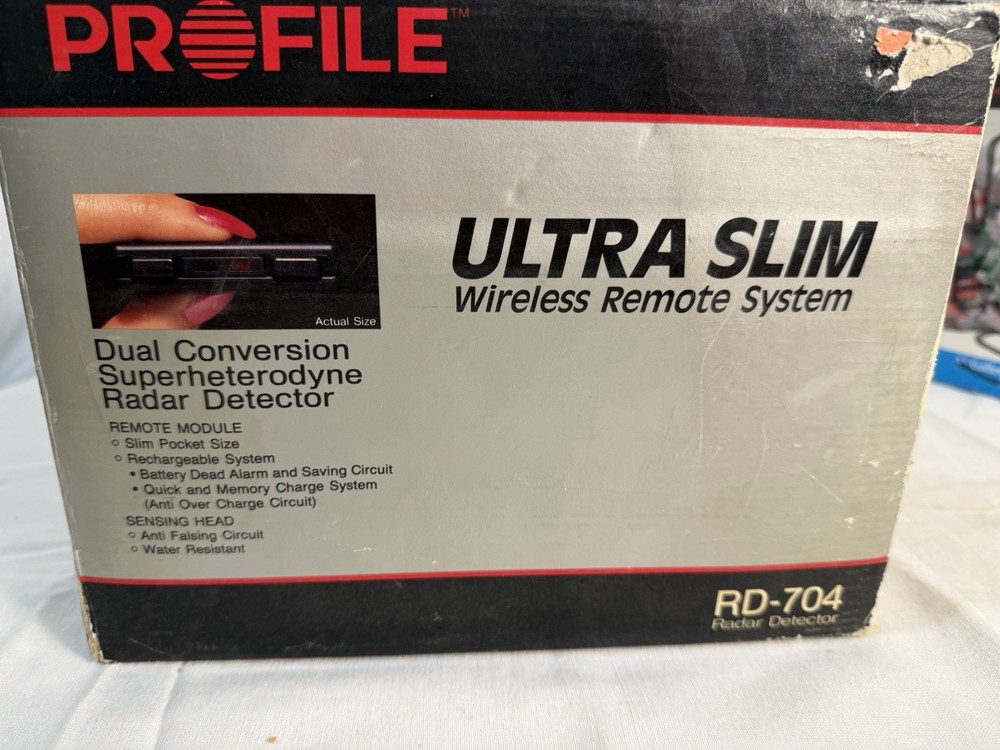 PROFILE™
Actual Size
ULTRA SLIM
Wireless Remote System
Dual Conversion
Superheterodyne
Radar Detector
REMOTE MODULE
○ Slim Pocket Size
○ Rechargeable System
• Battery Dead Alarm and Saving Circuit
• Quick and Memory Charge System
(Anti Over Charge Circuit)
SENSING HEAD
○ Anti Falsing Circuit
○ Water Resistant
RD-704
Radar Detector